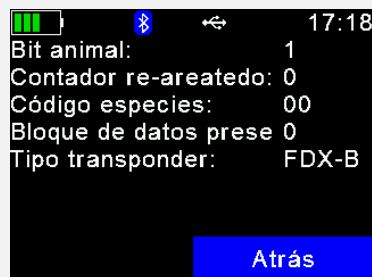 17:18
Bit animal: 1
Contador re-areatedo: 0
Código especies: 00
Bloque de datos prese 0
Tipo transponder: FDX-B
Atrás